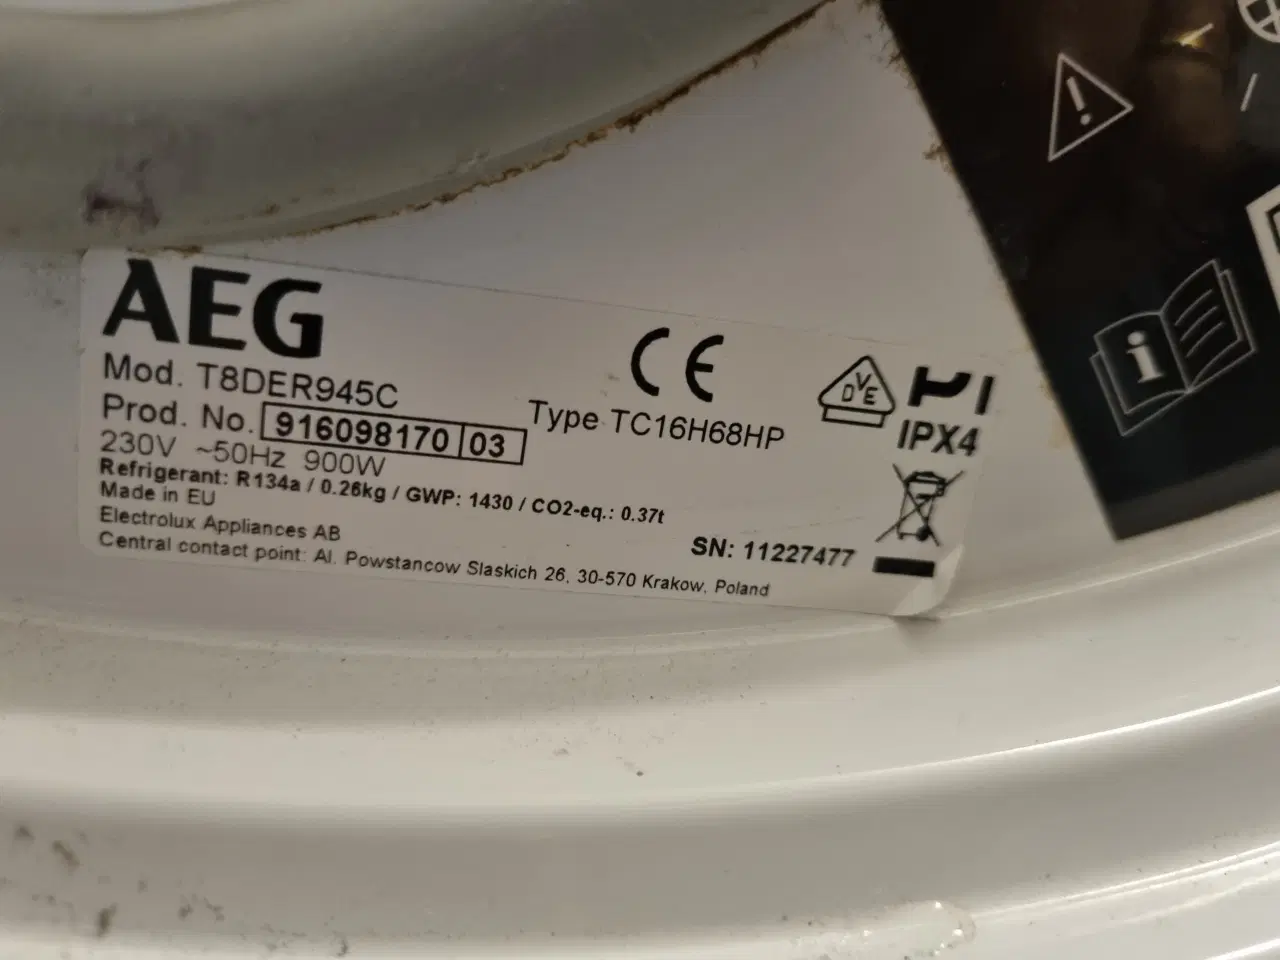 AEG
Mod. T8DER945C
Prod. No. 916098170 03
Type TC16H68HP
230V ~50Hz 900W
Refrigerant: R134a / 0.26kg / GWP: 1430 / CO2-eq.: 0.37t
Made in EU
Electrolux Appliances AB
Central contact point: Al. Powstancow Slaskich 26, 30-570 Krakow, Poland
SN: 11227477
CE
DVE
IPX4